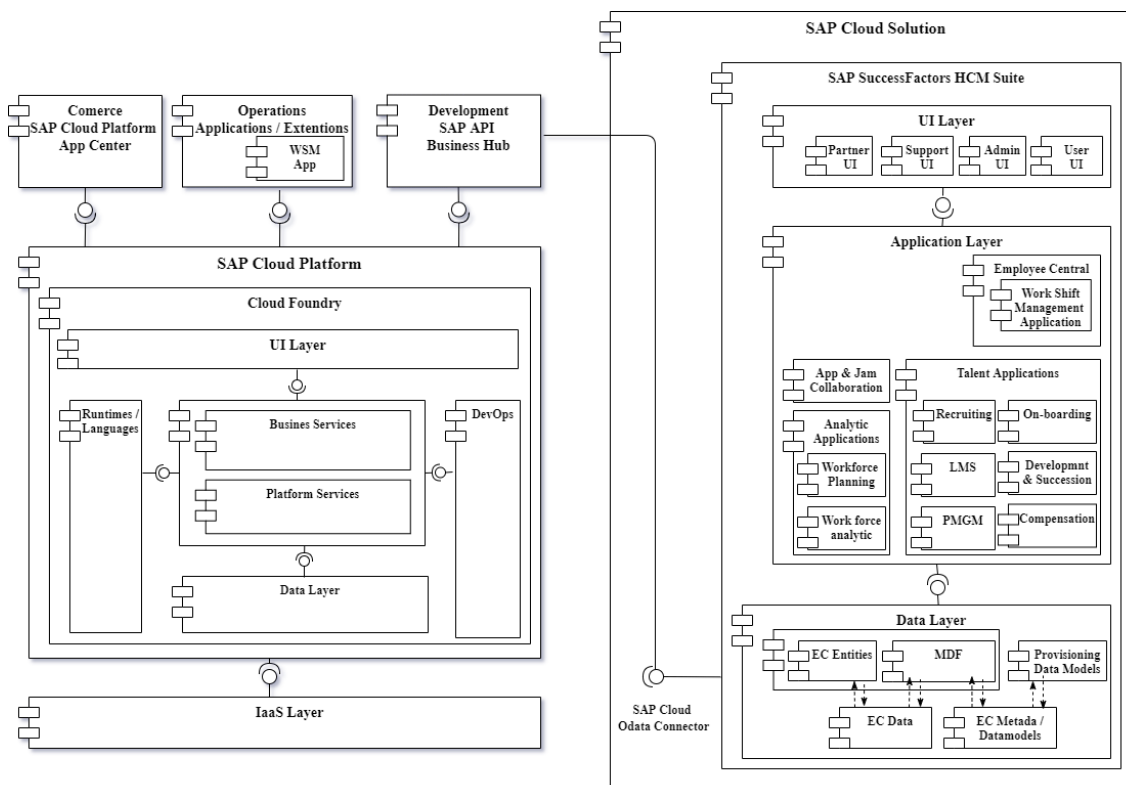 SAP Cloud Solution
SAP SuccessFactors HCM Suite
UI Layer
Partner
UI
Support
UI
Admin
UI
User
UI
Application Layer
Employee Central
Work Shift
Management
Application
App & Jam
Collaboration
Analytic
Applications
Workforce
Planning
Work force
analytic
Talent Applications
Recruiting
On-boarding
LMS
Developmnt
& Succession
PMGM
Compensation
Data Layer
EC Entities
MDF
Provisioning
Data Models
EC Data
EC Metada /
Datamodels
SAP Cloud
Odata Connector
Comerce
SAP Cloud Platform
App Center
Operations
Applications / Extentions
WSM
App
Development
SAP API
Business Hub
SAP Cloud Platform
Cloud Foundry
UI Layer
Runtimes /
Languages
Busines Services
Platform Services
DevOps
Data Layer
IaaS Layer